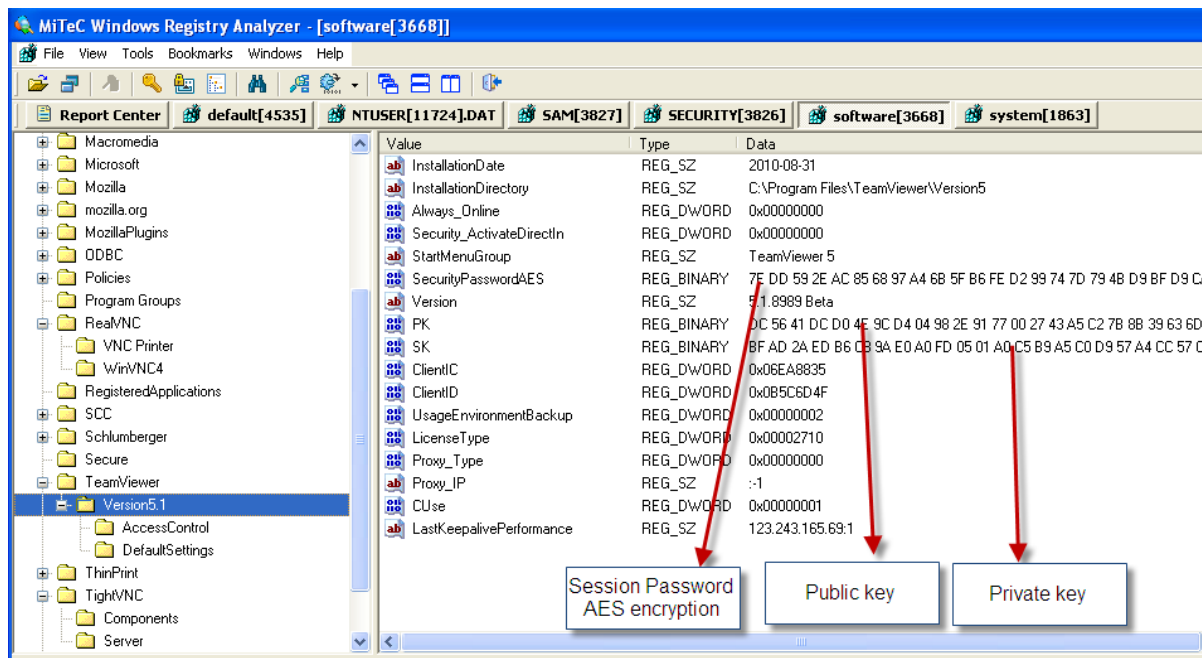 MiTeC Windows Registry Analyzer - [software[3668]]
File View Tools Bookmarks Windows Help
Report Center default[4535] NTUSER[11724].DAT SAM[3827] SECURITY[3826] software[3668] system[1863]
Macromedia
Microsoft
Mozilla
mozilla.org
MozillaPlugins
ODBC
Policies
Program Groups
RealVNC
VNC Printer
WinVNC4
RegisteredApplications
SCC
Schlumberger
Secure
TeamViewer
Version5.1
AccessControl
DefaultSettings
ThinPrint
TightVNC
Components
Server
Value Type Data
InstallationDate REG_SZ 2010-08-31
InstallationDirectory REG_SZ C:\Program Files\TeamViewer\Version5
Always_Online REG_DWORD 0x00000000
Security_ActivateDirectIn REG_DWORD 0x00000000
StartMenuGroup REG_SZ TeamViewer 5
SecurityPasswordAES REG_BINARY 7E DD 59 2E AC 85 68 97 A4 6B 5F B6 FE D2 99 74 7D 79 4B D9 BF D9
Version REG_SZ 5.1.8989 Beta
PK REG_BINARY DC 56 41 DC D0 4E 9C D4 04 98 2E 91 77 00 27 43 A5 C2 7B 8B 39 63 6D
SK REG_BINARY BF AD 2A ED B6 C8 9A E0 A0 FD 05 01 A0 C5 B9 A5 C0 D9 57 A4 CC 57
ClientIC REG_DWORD 0x06EA8835
ClientID REG_DWORD 0x0B5C6D4F
UsageEnvironmentBackup REG_DWORD 0x00000002
LicenseType REG_DWORD 0x00002710
Proxy_Type REG_DWORD 0x00000000
Proxy_IP REG_SZ :-1
CUse REG_DWORD 0x00000001
LastKeepalivePerformance REG_SZ 123.243.165.69:1
Session Password
AES encryption
Public key
Private key